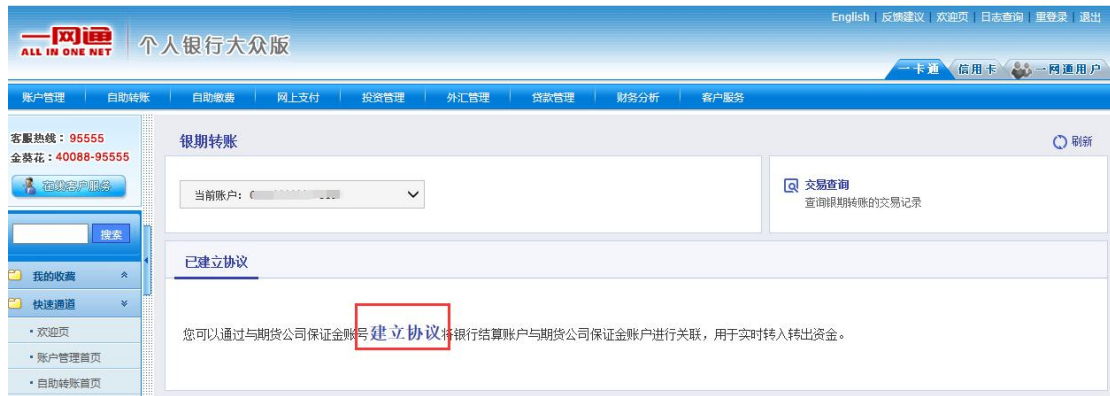 English | 反馈建议 | 欢迎页 | 日志查询 | 重登录 | 退出
一网通
ALL IN ONE NET
个人银行大众版
一卡通 信用卡 一网通用户
账户管理 自助转账 自助缴费 网上支付 投资管理 外汇管理 贷款管理 财务分析 客户服务
客服热线：95555
金葵花：40088-95555
在线客户服务
搜索
我的收藏
快速通道
欢迎页
账户管理首页
自助转账首页
银期转账
刷新
当前账户：
交易查询
查询银期转账的交易记录
已建立协议
您可以通过与期货公司保证金账号建立协议将银行结算账户与期货公司保证金账户进行关联，用于实时转入转出资金。